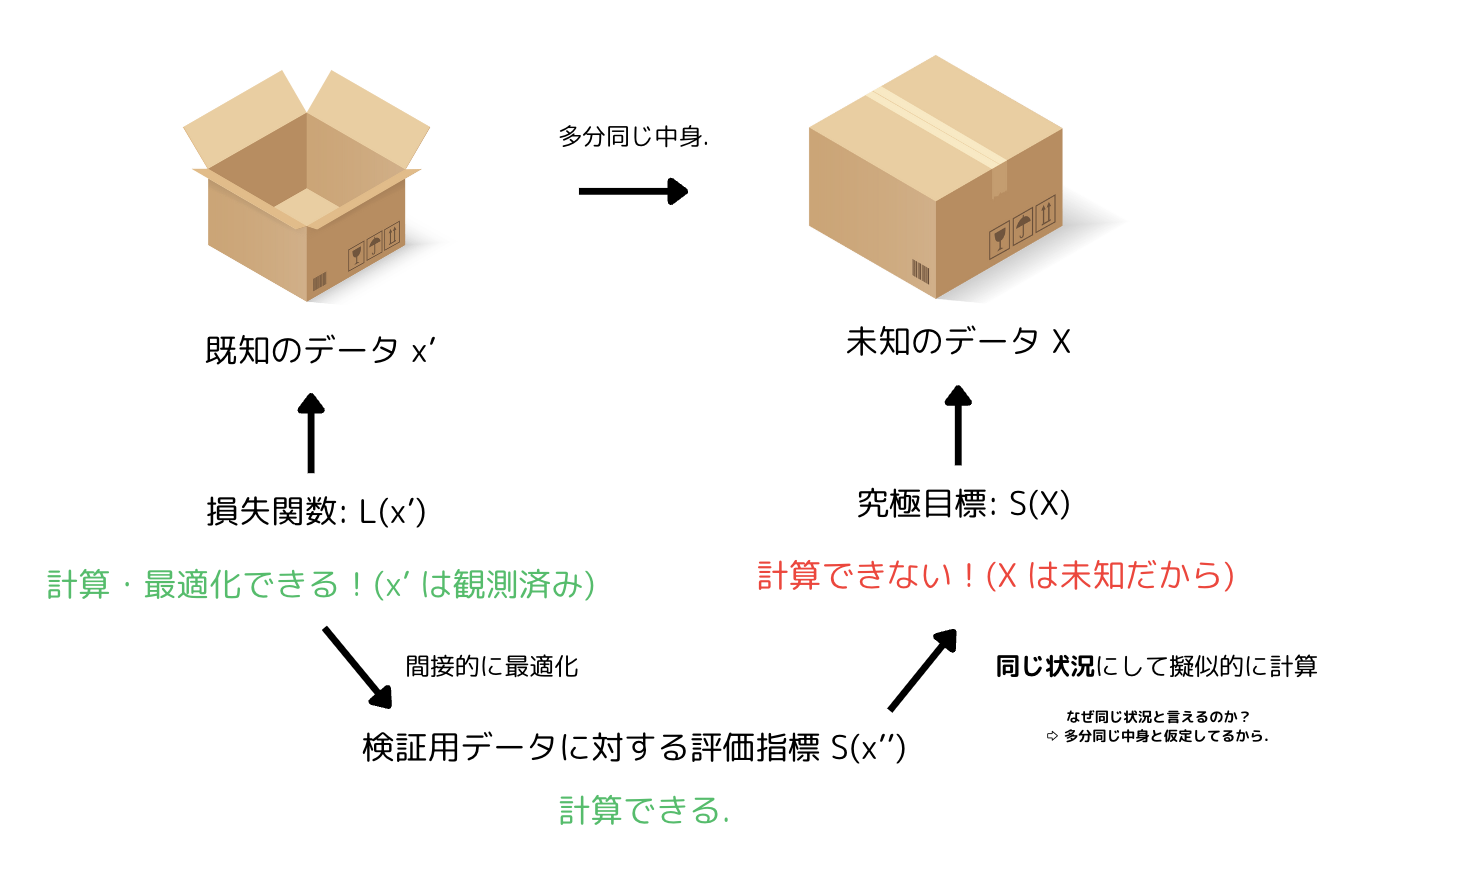 多分同じ中身.
既知のデータ x′
未知のデータ X
損失関数: L(x′)
究極目標: S(X)
計算・最適化できる！(x′ は観測済み)
計算できない！(X は未知だから)
間接的に最適化
同じ状況にして擬似的に計算
なぜ同じ状況と言えるのか？
⇨ 多分同じ中身と仮定してるから.
検証用データに対する評価指標 S(x′′)
計算できる.